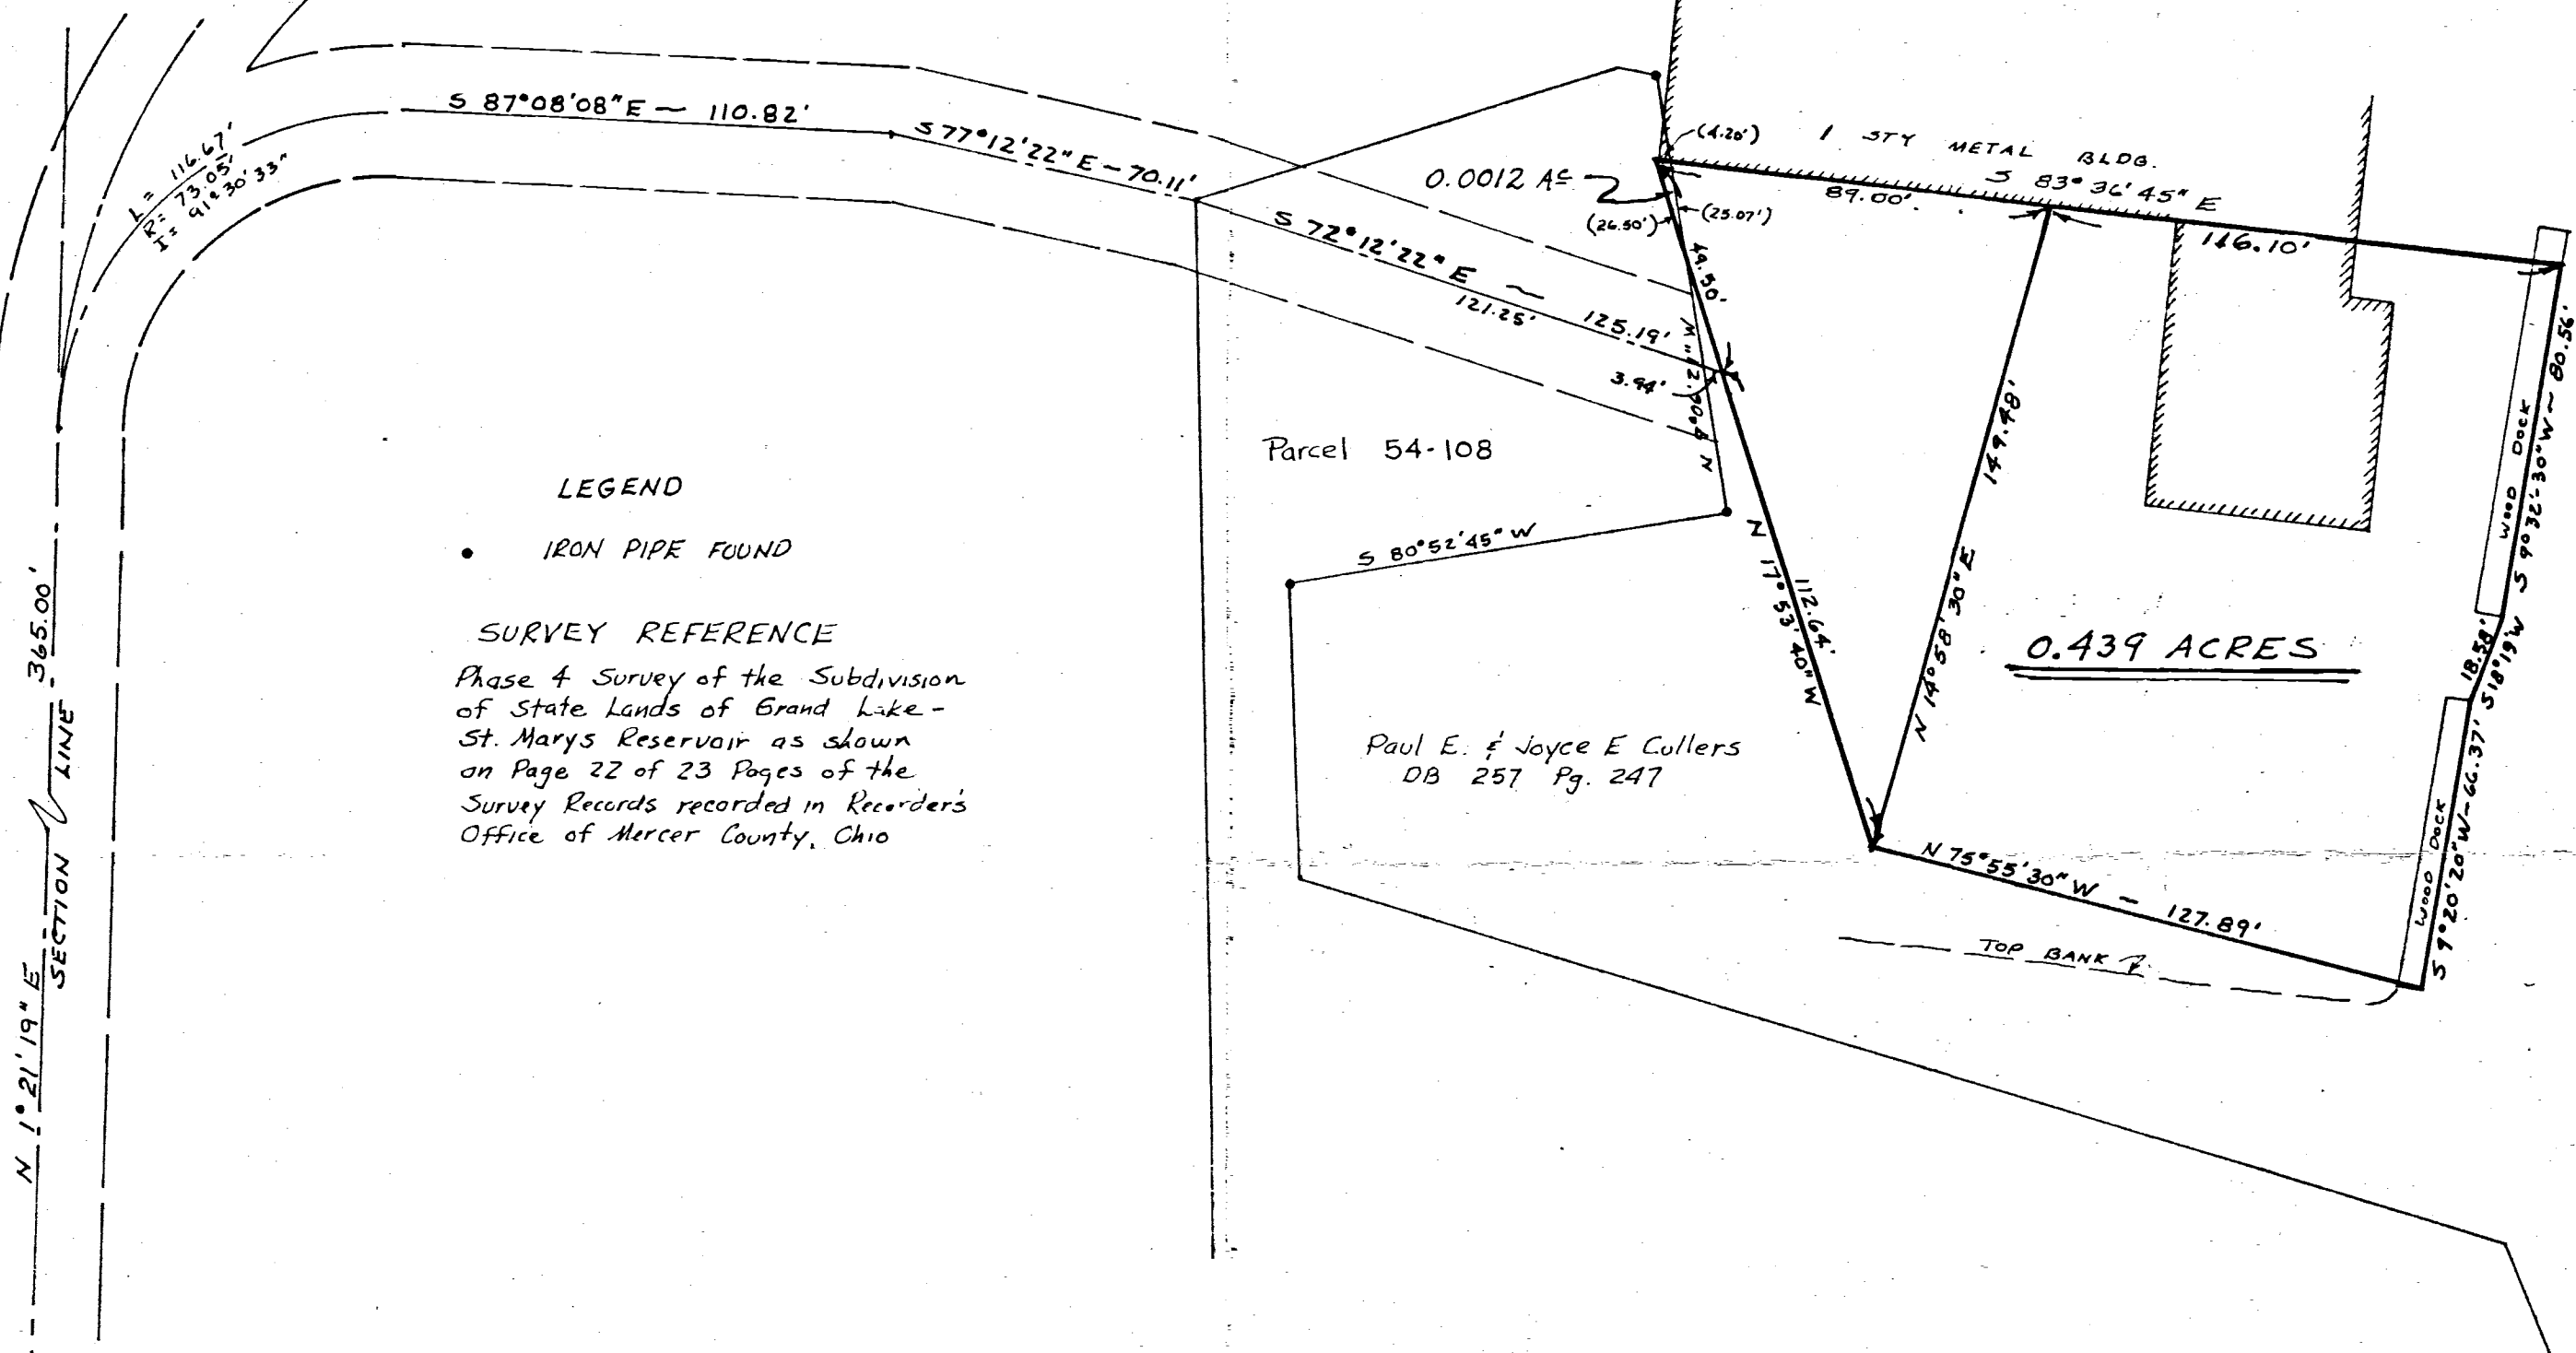 S 87°08'08" E — 110.82'
S 77°12'22" E — 70.11'
L = 116.67'
R = 73.05'
I = 91°30'33"
(4.20')
1 STY METAL BLDG.
0.0012 Ac
S 83° 36' 45" E
89.00'
(26.50')
(25.07')
S 72°12'22" E ~ 125.19'
121.25'
49.50'
116.10'
3.94'
Parcel 54-108
149.48'
N 14° 58' 30" E
WOOD DOCK
S 9° 32'-30" W ~ 80.56'
LEGEND
• IRON PIPE FOUND
S 80°52'45" W
N 17° 53' 40" W
112.64'
SURVEY REFERENCE
Phase 4 Survey of the Subdivision
of State Lands of Grand Lake -
St. Marys Reservoir as shown
on Page 22 of 23 Pages of the
Survey Records recorded in Recorder's
Office of Mercer County, Ohio
0.439 ACRES
18.58'
S 18° 19' W
Paul E. & Joyce E Cullers
DB 257 Pg. 247
WOOD DOCK
S 9° 20' 20" W - 66.37'
N 75°55'30" W — 127.89'
TOP BANK
N 1° 21' 19" E
365.00'
SECTION LINE